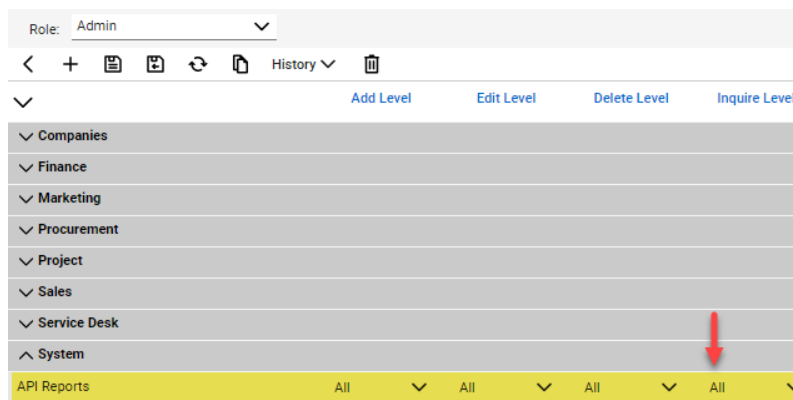 Role: Admin
History
Add Level Edit Level Delete Level Inquire Level
Companies
Finance
Marketing
Procurement
Project
Sales
Service Desk
System
API Reports All All All All